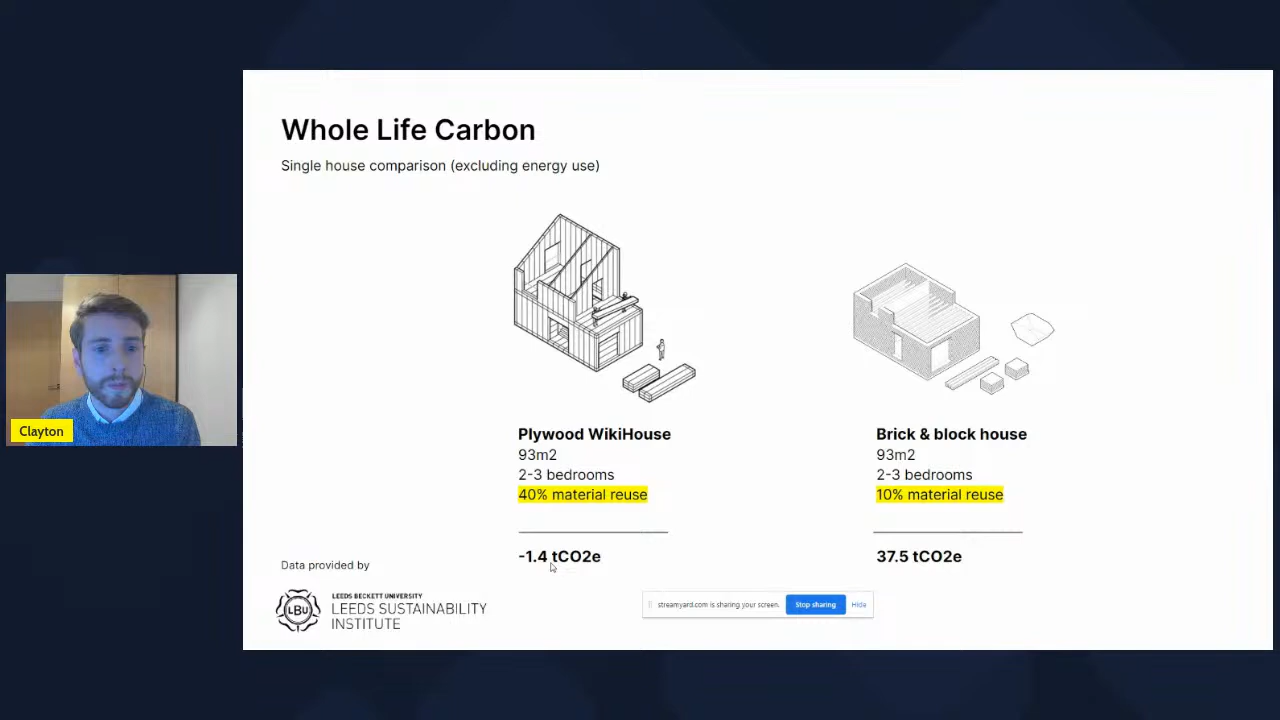 Whole Life Carbon
Single house comparison (excluding energy use)
Plywood WikiHouse
93m2
2-3 bedrooms
40% material reuse
-1.4 tCO2e
Brick & block house
93m2
2-3 bedrooms
10% material reuse
37.5 tCO2e
Data provided by
LBU
LEEDS BECKETT UNIVERSITY
LEEDS SUSTAINABILITY
INSTITUTE
streamyard.com is sharing your screen.
Stop sharing
Hide
Clayton